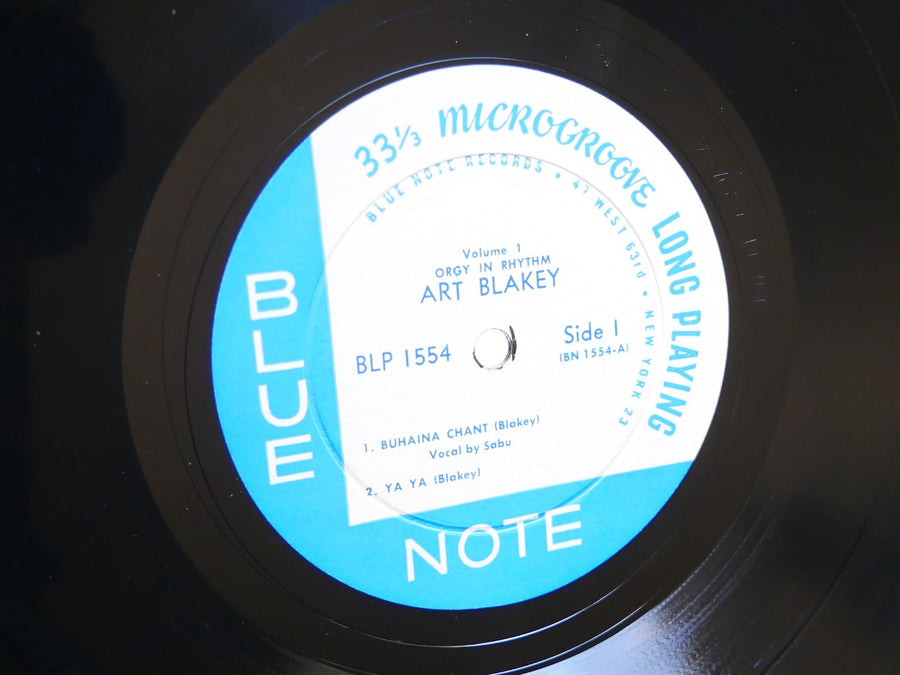 33⅓ MICROGROOVE LONG PLAYING
BLUE NOTE RECORDS • 47 WEST 63rd • NEW YORK 23
Volume 1
ORGY IN RHYTHM
ART BLAKEY
BLP 1554
Side 1
(BN 1554-A)
1. BUHAINA CHANT (Blakey)
Vocal by Sabu
2. YA YA (Blakey)
BLUE
NOTE